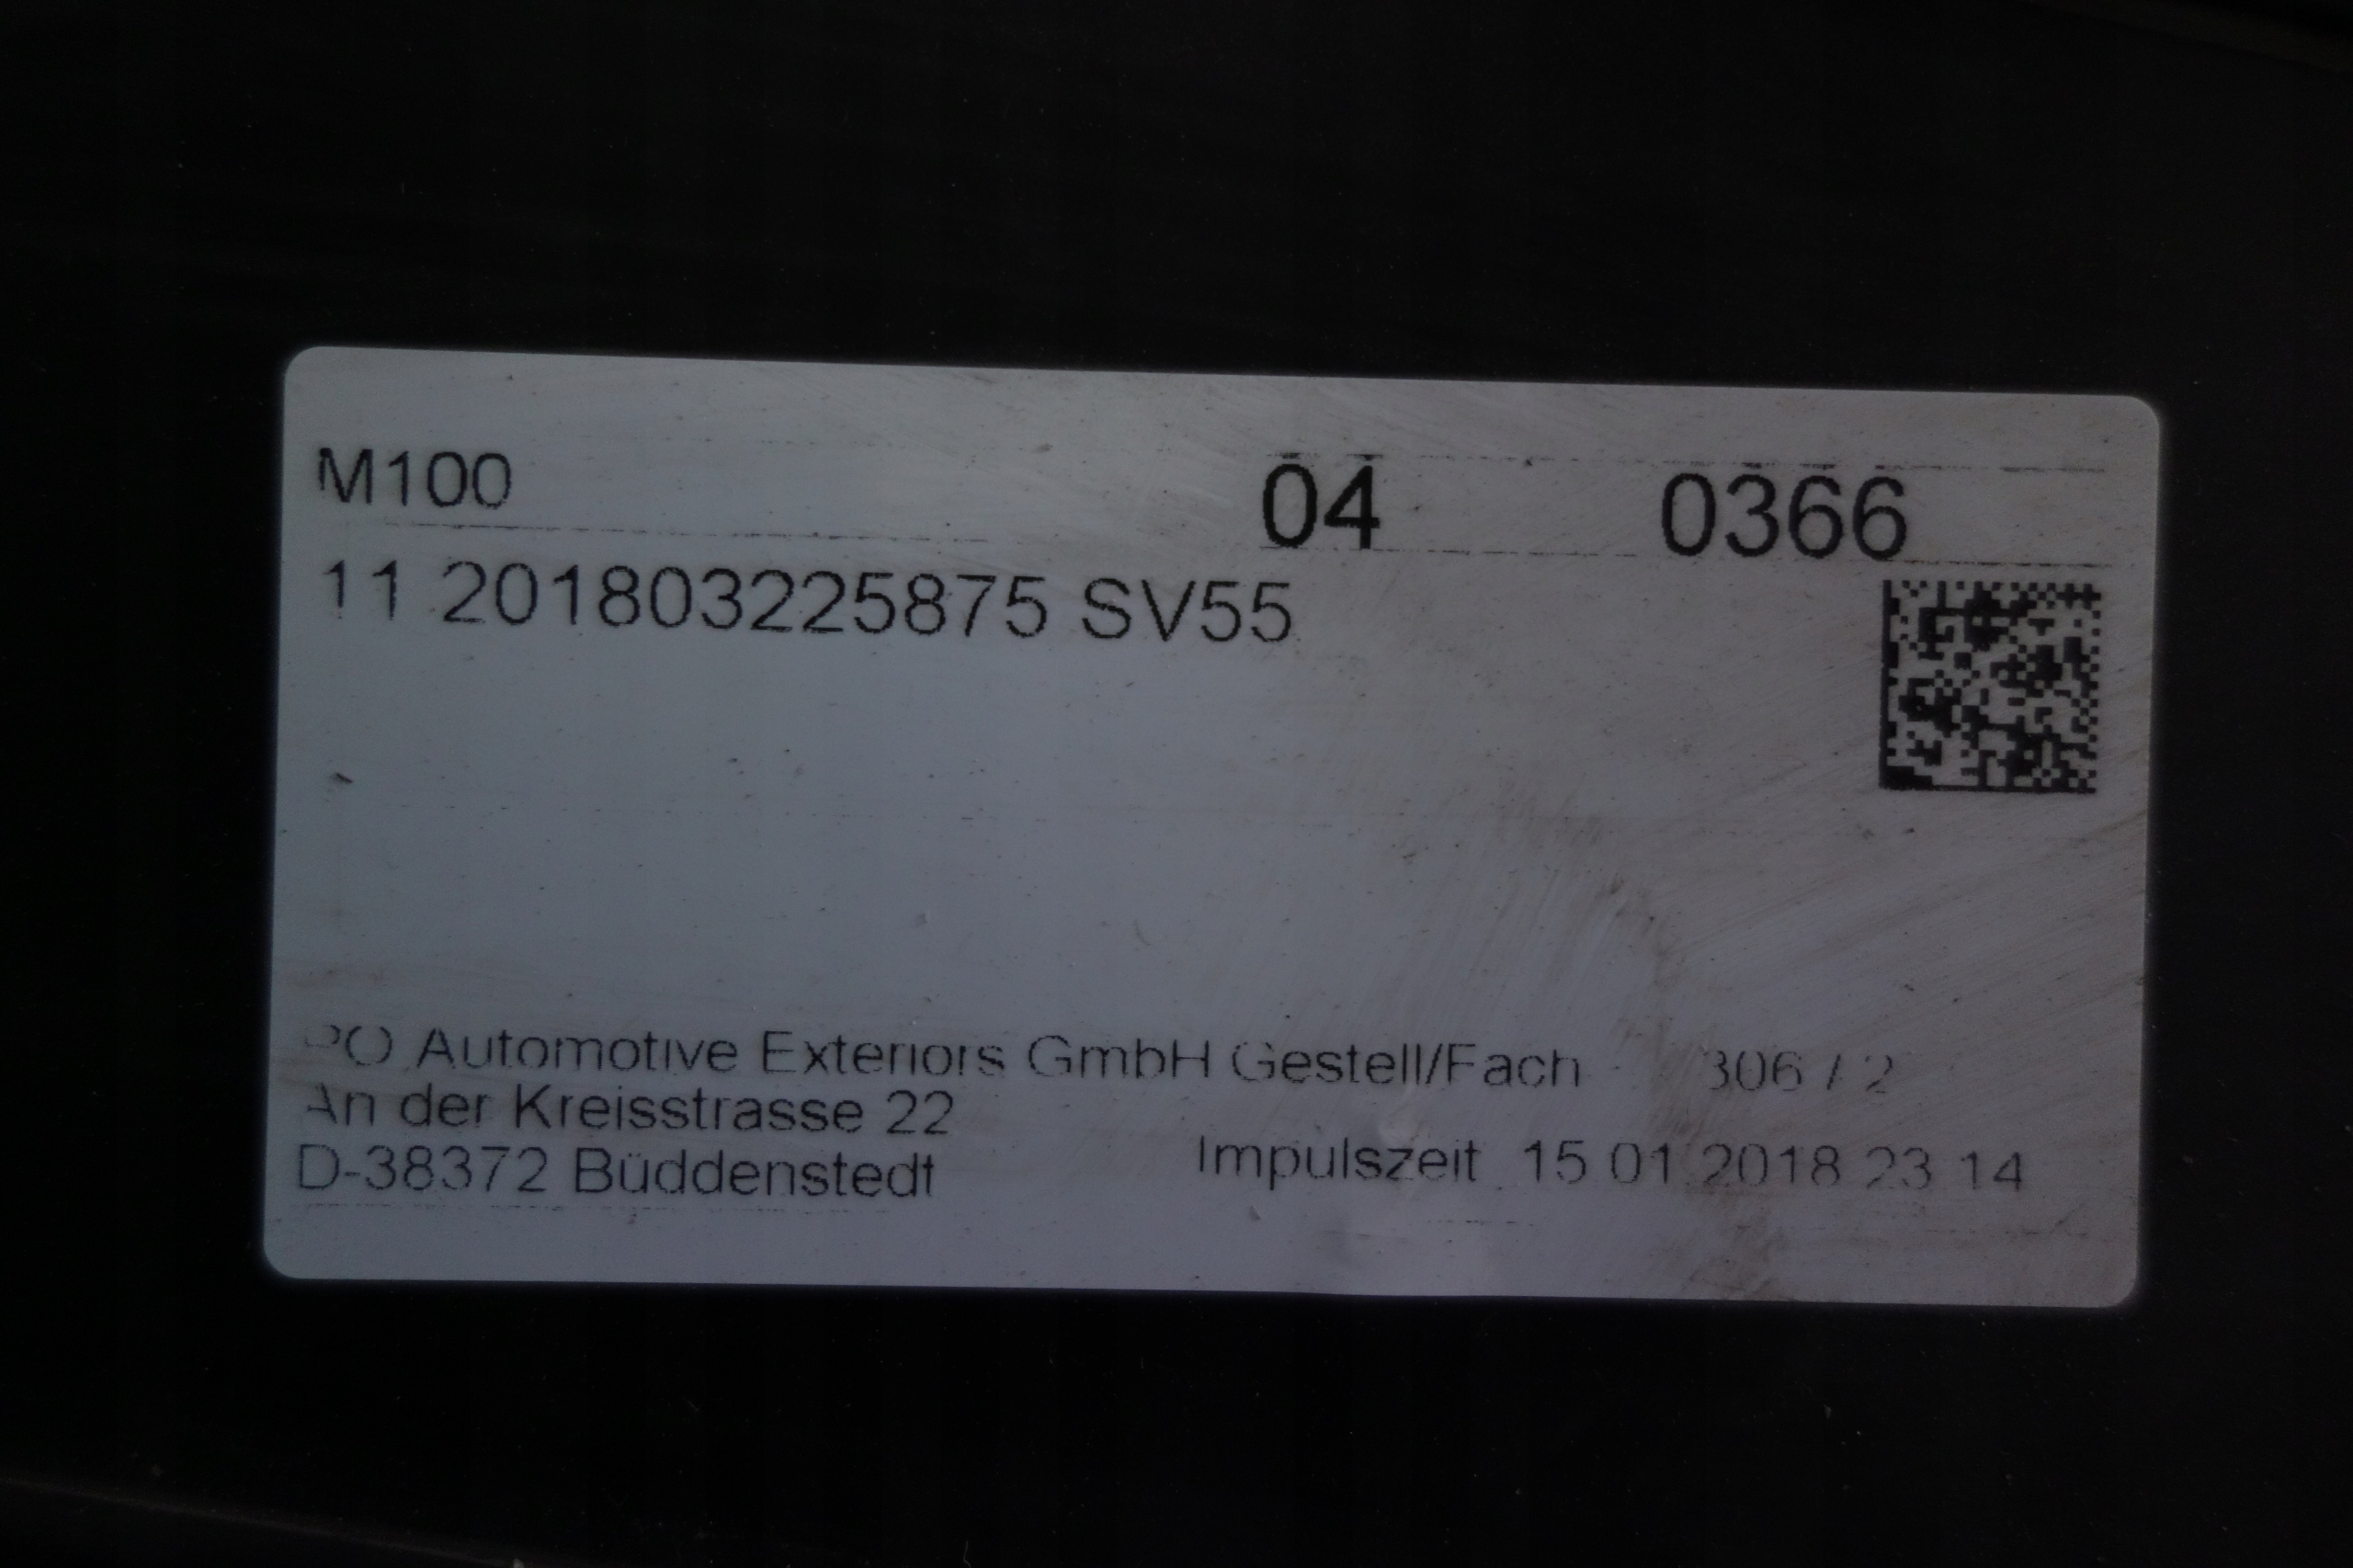 M100 04 0366
11 201803225875 SV55
PO Automotive Exteriors GmbH Gestell/Fach 306 / 2
An der Kreisstrasse 22
D-38372 Büddenstedt Impulszeit 15 01 2018 23 14